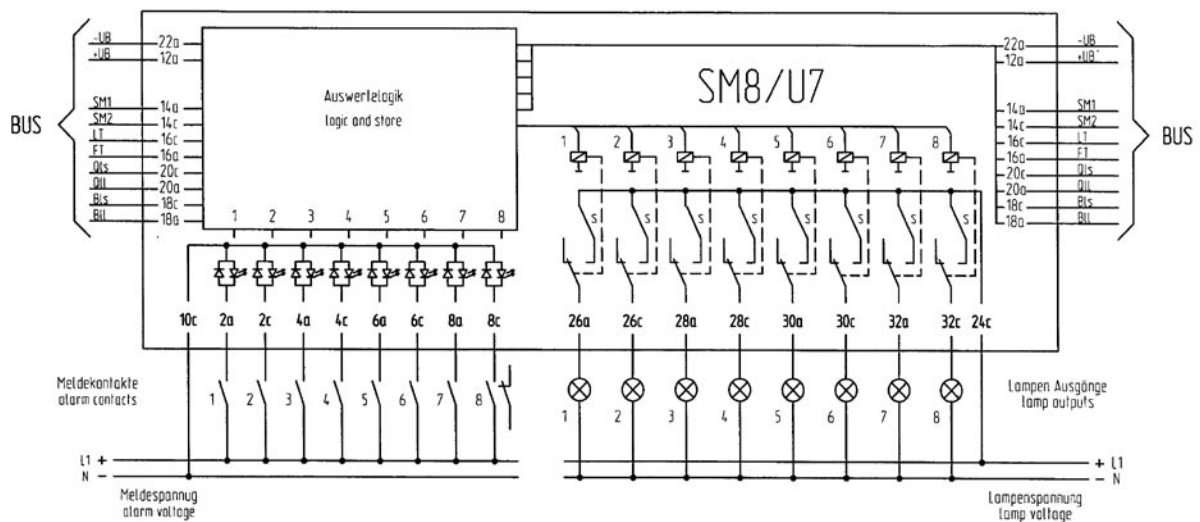 -UB 22a 22a -UB
+UB 12a 12a +UB
SM8/U7
Auswertelogik
logic and store
SM1 14a 14a SM1
BUS SM2 14c 14c SM2 BUS
LT 16c 16c LT
FT 16a 16a FT
Qls 20c 20c Qls
Qll 20a 20a Qll
Bls 18c 18c Bls
Bll 18a 18a Bll
1 2 3 4 5 6 7 8
1 2 3 4 5 6 7 8
S S S S S S S S
10c 2a 2c 4a 4c 6a 6c 8a 8c 26a 26c 28a 28c 30a 30c 32a 32c 24c
Meldekontakte
alarm contacts
1 2 3 4 5 6 7 8
Lampen Ausgänge
lamp outputs
1 2 3 4 5 6 7 8
L1 + + L1
N - - N
Meldespannug
alarm voltage
Lampenspannung
lamp voltage